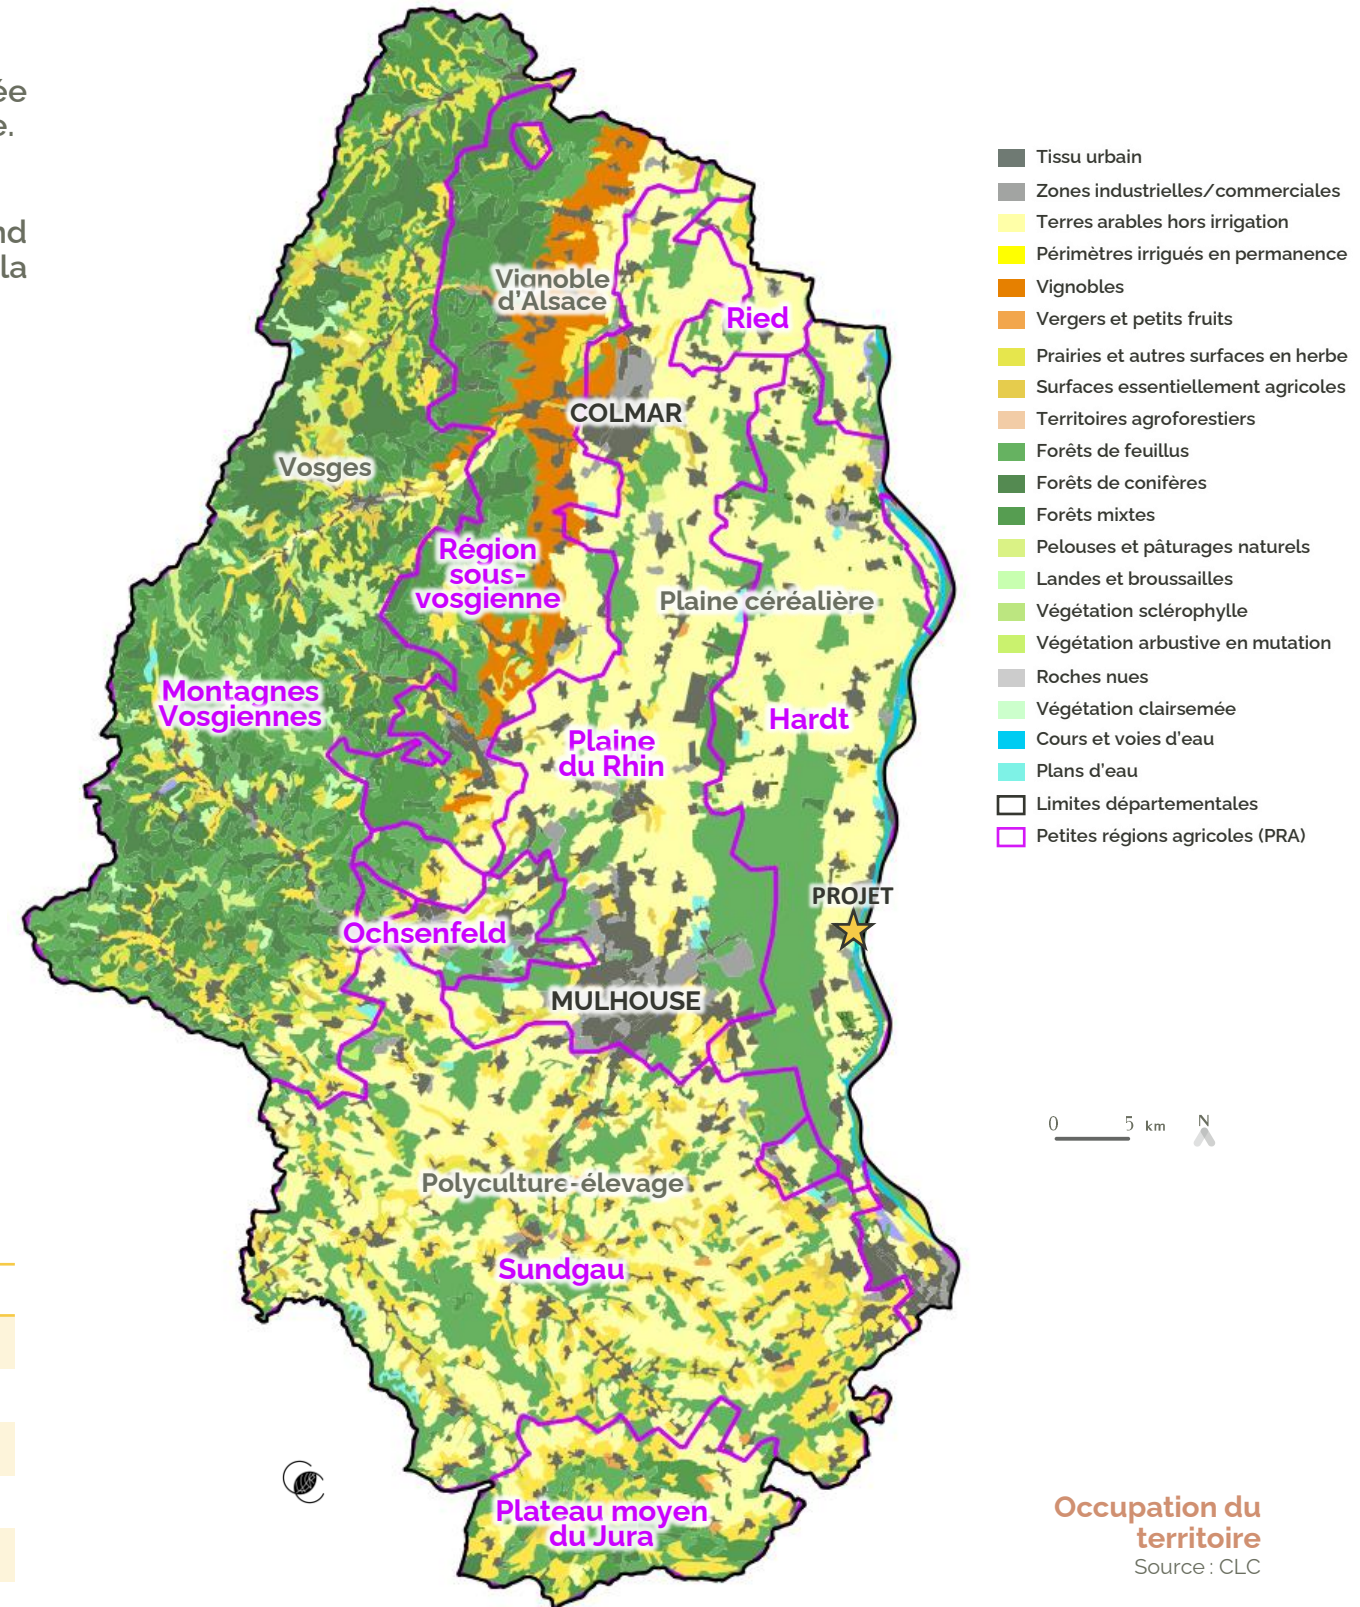 ée
e.
nd
la
Tissu urbain
Zones industrielles/commerciales
Terres arables hors irrigation
Périmètres irrigués en permanence
Vignobles
Vergers et petits fruits
Prairies et autres surfaces en herbe
Surfaces essentiellement agricoles
Territoires agroforestiers
Forêts de feuillus
Forêts de conifères
Forêts mixtes
Pelouses et pâturages naturels
Landes et broussailles
Végétation sclérophylle
Végétation arbustive en mutation
Roches nues
Végétation clairsemée
Cours et voies d'eau
Plans d'eau
Limites départementales
Petites régions agricoles (PRA)
Vignoble
d'Alsace
Ried
COLMAR
Vosges
Région
sous-
vosgienne
Plaine céréalière
Montagnes
Vosgiennes
Hardt
Plaine
du Rhin
PROJET
Ochsenfeld
MULHOUSE
0 5 km N
Polyculture-élevage
Sundgau
Plateau moyen
du Jura
Occupation du
territoire
Source : CLC